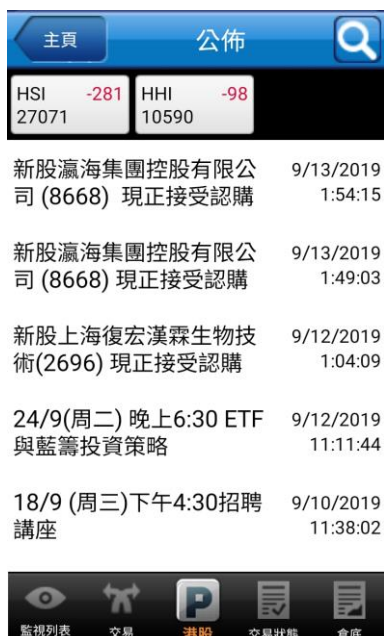 主頁
公佈
HSI -281
27071
HHI -98
10590
新股瀛海集團控股有限公
司 (8668) 現正接受認購
9/13/2019
1:54:15
新股瀛海集團控股有限公
司 (8668) 現正接受認購
9/13/2019
1:49:03
新股上海復宏漢霖生物技
術(2696) 現正接受認購
9/12/2019
1:04:09
24/9(周二) 晚上6:30 ETF
與藍籌投資策略
9/12/2019
11:11:44
18/9 (周三)下午4:30招聘
講座
9/10/2019
11:38:02
監視列表
交易
P
港股
交易狀態
倉底